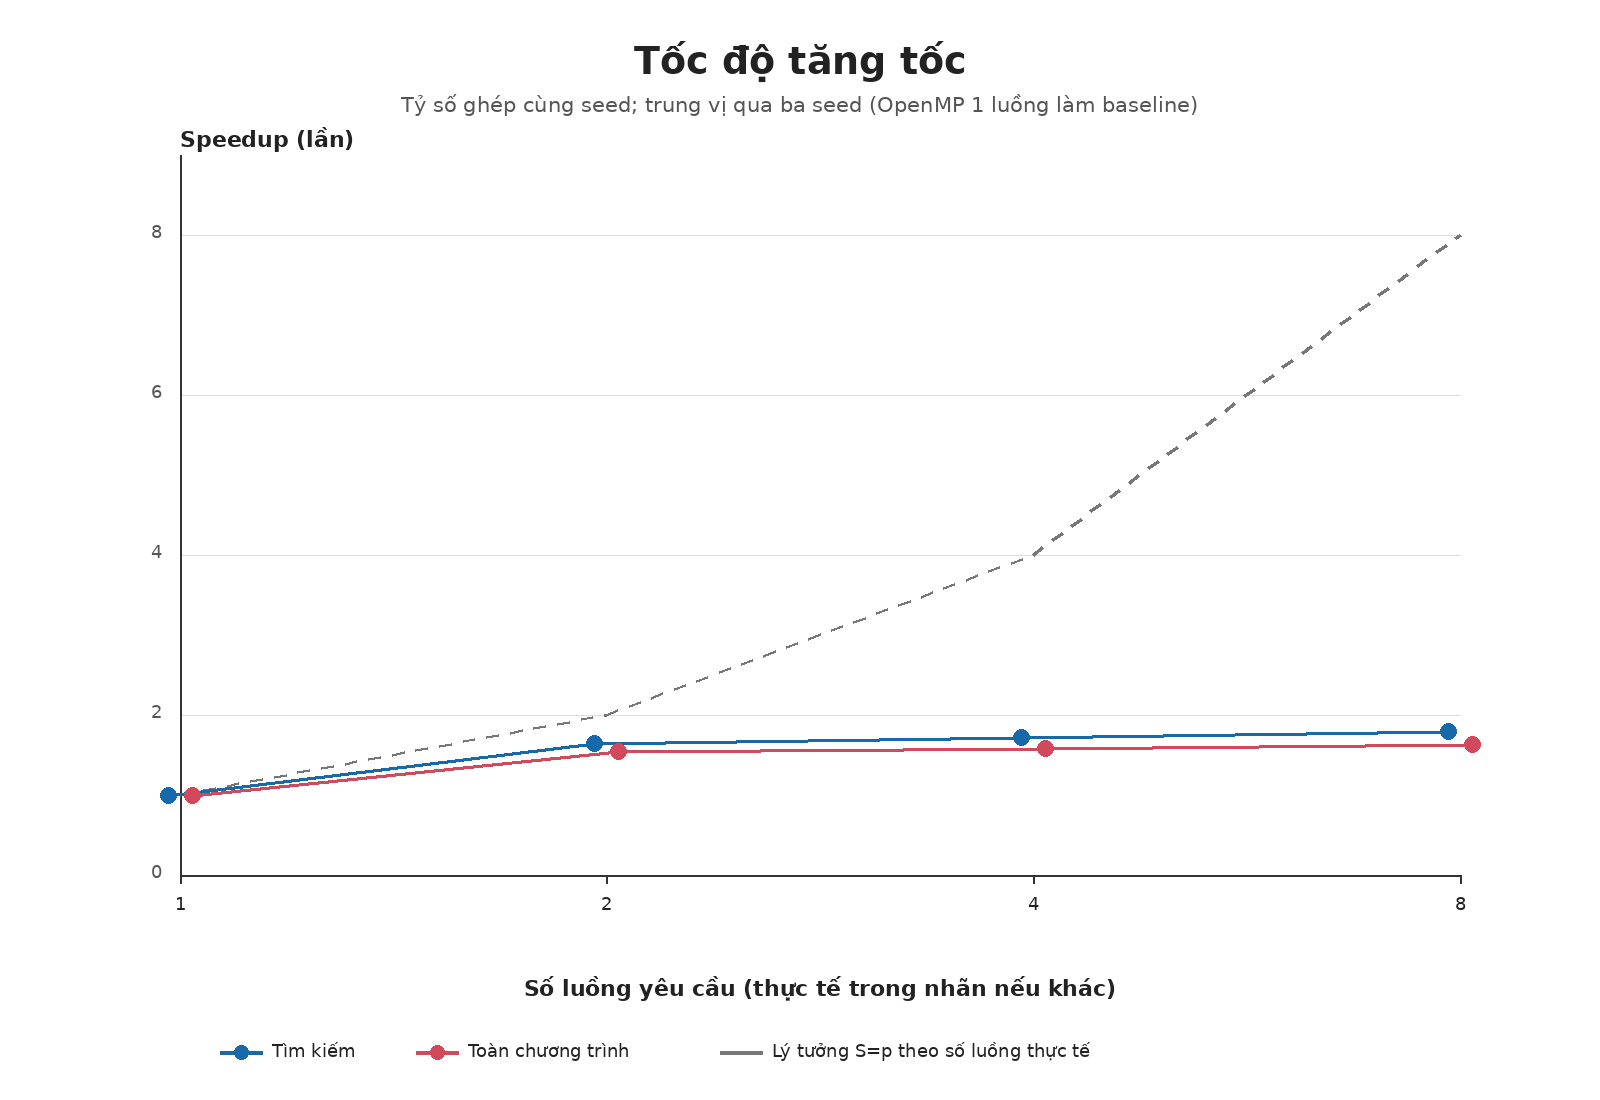 Tốc độ tăng tốc
Tỷ số ghép cùng seed; trung vị qua ba seed (OpenMP 1 luồng làm baseline)
Speedup (lần)
8
6
4
2
0
1 2 4 8
Số luồng yêu cầu (thực tế trong nhãn nếu khác)
Tìm kiếm Toàn chương trình Lý tưởng S=p theo số luồng thực tế